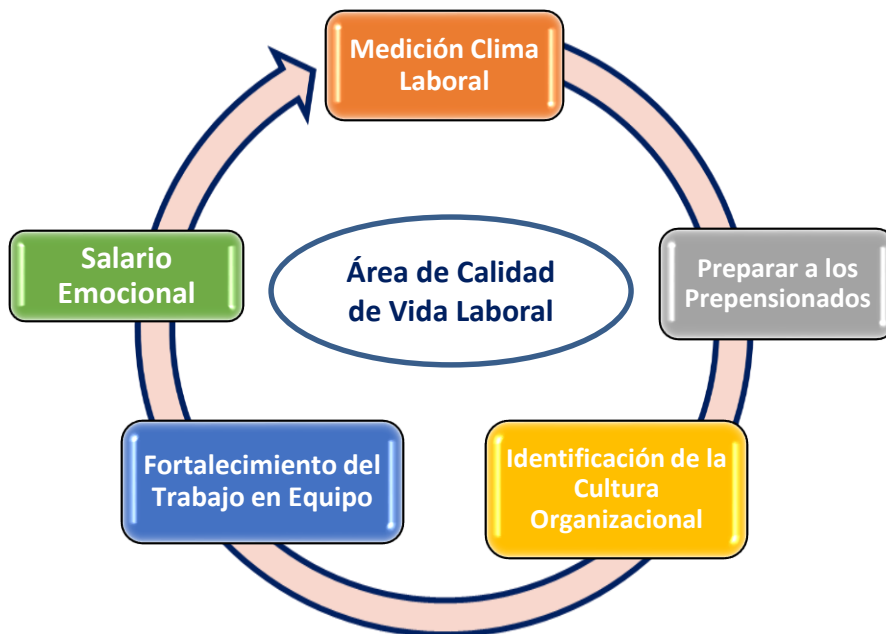 Medición Clima
Laboral
Salario
Emocional
Área de Calidad
de Vida Laboral
Preparar a los
Prepensionados
Fortalecimiento del
Trabajo en Equipo
Identificación de la
Cultura
Organizacional